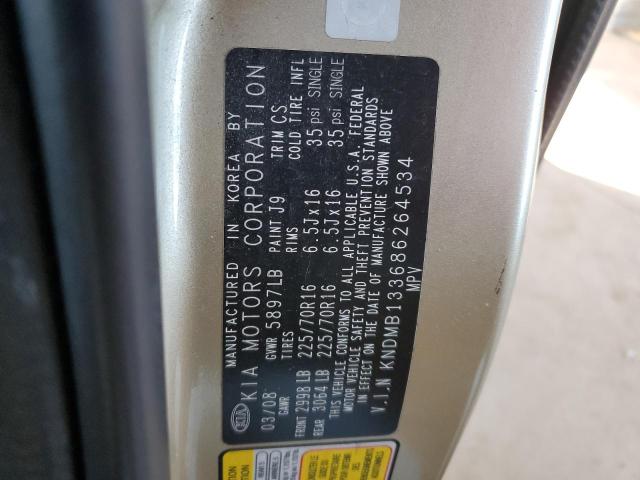 MANUFACTURED IN KOREA BY
KIA KIA MOTORS CORPORATION
03/08 GVWR 5897LB PAINT J9 TRIM CS
GAWR TIRES RIMS COLD TIRE INFL
FRONT 2998 LB 225/70R16 6.5Jx16 35 psi SINGLE
REAR 3064 LB 225/70R16 6.5Jx16 35 psi SINGLE
THIS VEHICLE CONFORMS TO ALL APPLICABLE U.S.A. FEDERAL
MOTOR VEHICLE SAFETY AND THEFT PREVENTION STANDARDS
IN EFFECT ON THE DATE OF MANUFACTURE SHOWN ABOVE
V.I.N KNDMB133686264534
MPV
CAUTION